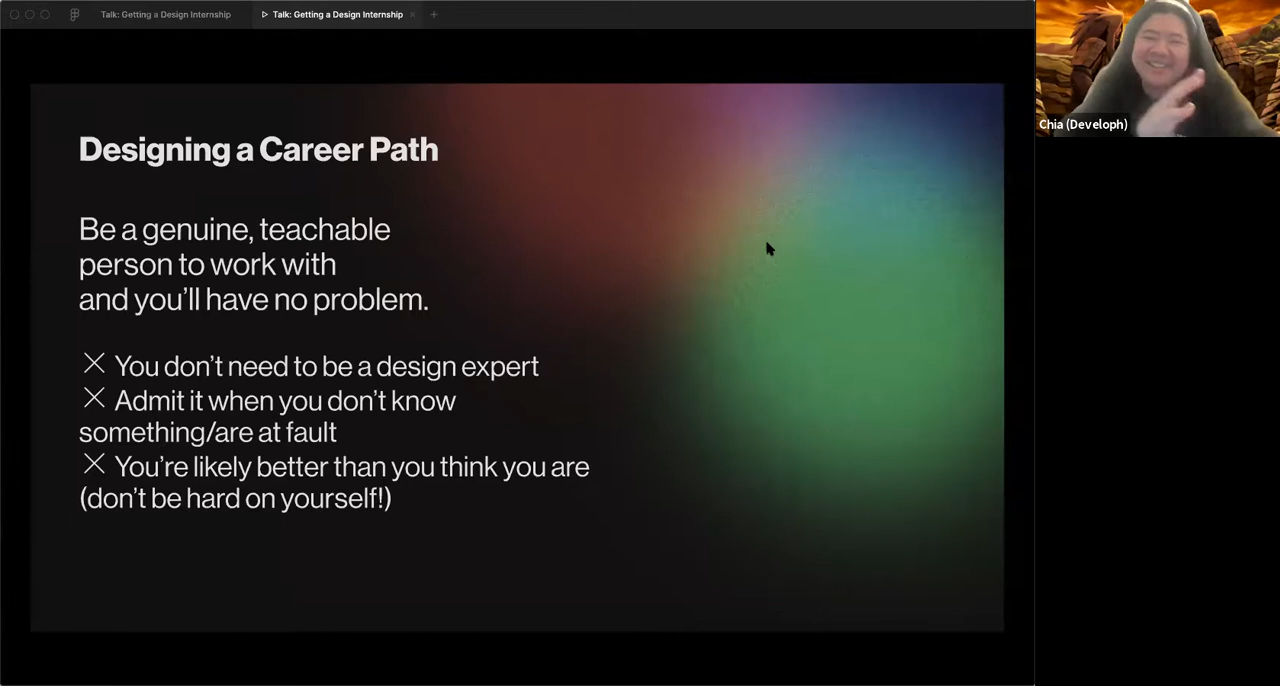 Talk: Getting a Design Internship
Talk: Getting a Design Internship
Chia (Developh)
Designing a Career Path
Be a genuine, teachable
person to work with
and you’ll have no problem.
You don’t need to be a design expert
Admit it when you don’t know
something/are at fault
You’re likely better than you think you are
(don’t be hard on yourself!)